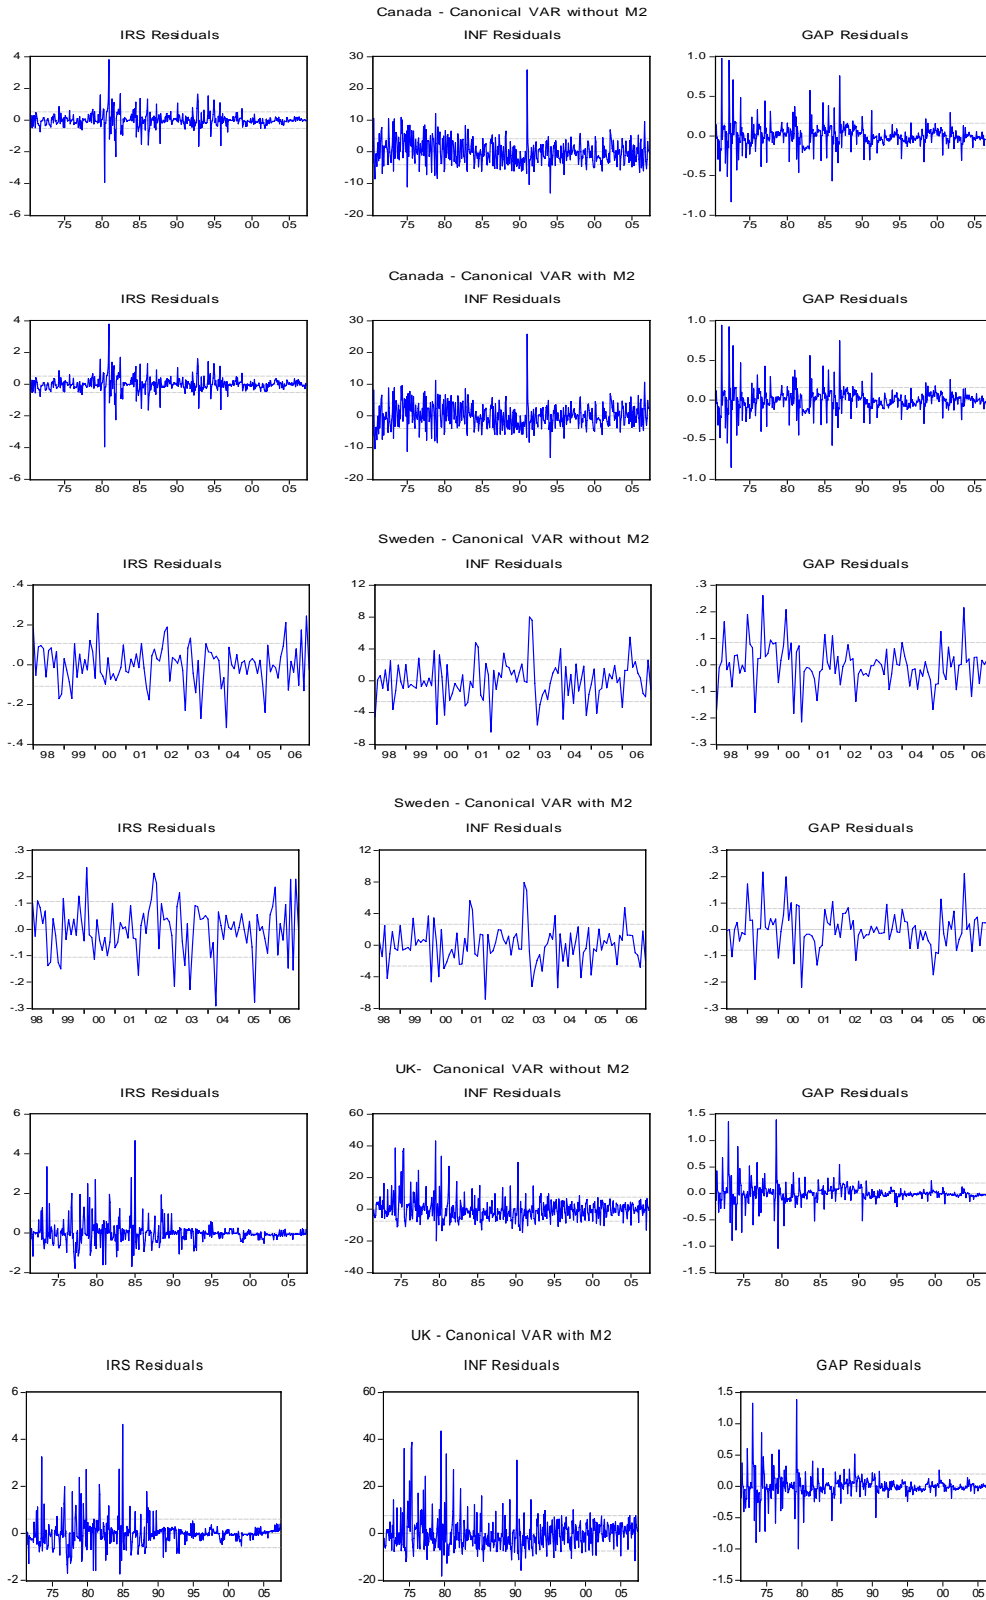 Canada - Canonical VAR without M2
IRS Residuals INF Residuals GAP Residuals
4 30 1.0
2 20 0.5
0 10 0.0
-2 0 -0.5
-4 -10 -1.0
-6 -20
75 80 85 90 95 00 05 75 80 85 90 95 00 05 75 80 85 90 95 00 05
Canada - Canonical VAR with M2
IRS Residuals INF Residuals GAP Residuals
4 30 1.0
2 20 0.5
0 10 0.0
-2 0 -0.5
-4 -10 -1.0
-6 -20
75 80 85 90 95 00 05 75 80 85 90 95 00 05 75 80 85 90 95 00 05
Sweden - Canonical VAR without M2
IRS Residuals INF Residuals GAP Residuals
.4 12 .3
.2 8 .2
.0 4 .1
-.2 0 .0
-.4 -4 -.1
-8 -.2
-.3
98 99 00 01 02 03 04 05 06 98 99 00 01 02 03 04 05 06 98 99 00 01 02 03 04 05 06
Sweden - Canonical VAR with M2
IRS Residuals INF Residuals GAP Residuals
.3 12 .3
.2 8 .2
.1 4 .1
.0 0 .0
-.1 -4 -.1
-.2 -8 -.2
-.3 -.3
98 99 00 01 02 03 04 05 06 98 99 00 01 02 03 04 05 06 98 99 00 01 02 03 04 05 06
UK- Canonical VAR without M2
IRS Residuals INF Residuals GAP Residuals
6 60 1.5
4 40 1.0
2 20 0.5
0 0 0.0
-2 -20 -0.5
-40 -1.0
-1.5
75 80 85 90 95 00 05 75 80 85 90 95 00 05 75 80 85 90 95 00 05
UK - Canonical VAR with M2
IRS Residuals INF Residuals GAP Residuals
6 60 1.5
4 40 1.0
2 20 0.5
0 0 0.0
-2 -20 -0.5
-1.0
-1.5
75 80 85 90 95 00 05 75 80 85 90 95 00 05 75 80 85 90 95 00 05